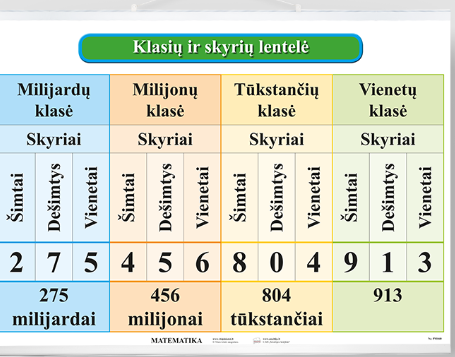 Klasių ir skyrių lentelė
Milijardų klasė
Milijonų klasė
Tūkstančių klasė
Vienetų klasė
Skyriai
Skyriai
Skyriai
Skyriai
Šimtai
Dešimtys
Vienetai
Šimtai
Dešimtys
Vienetai
Šimtai
Dešimtys
Vienetai
Šimtai
Dešimtys
Vienetai
2 7 5 4 5 6 8 0 4 9 1 3
275 milijardai
456 milijonai
804 tūkstančiai
913
MATEMATIKA